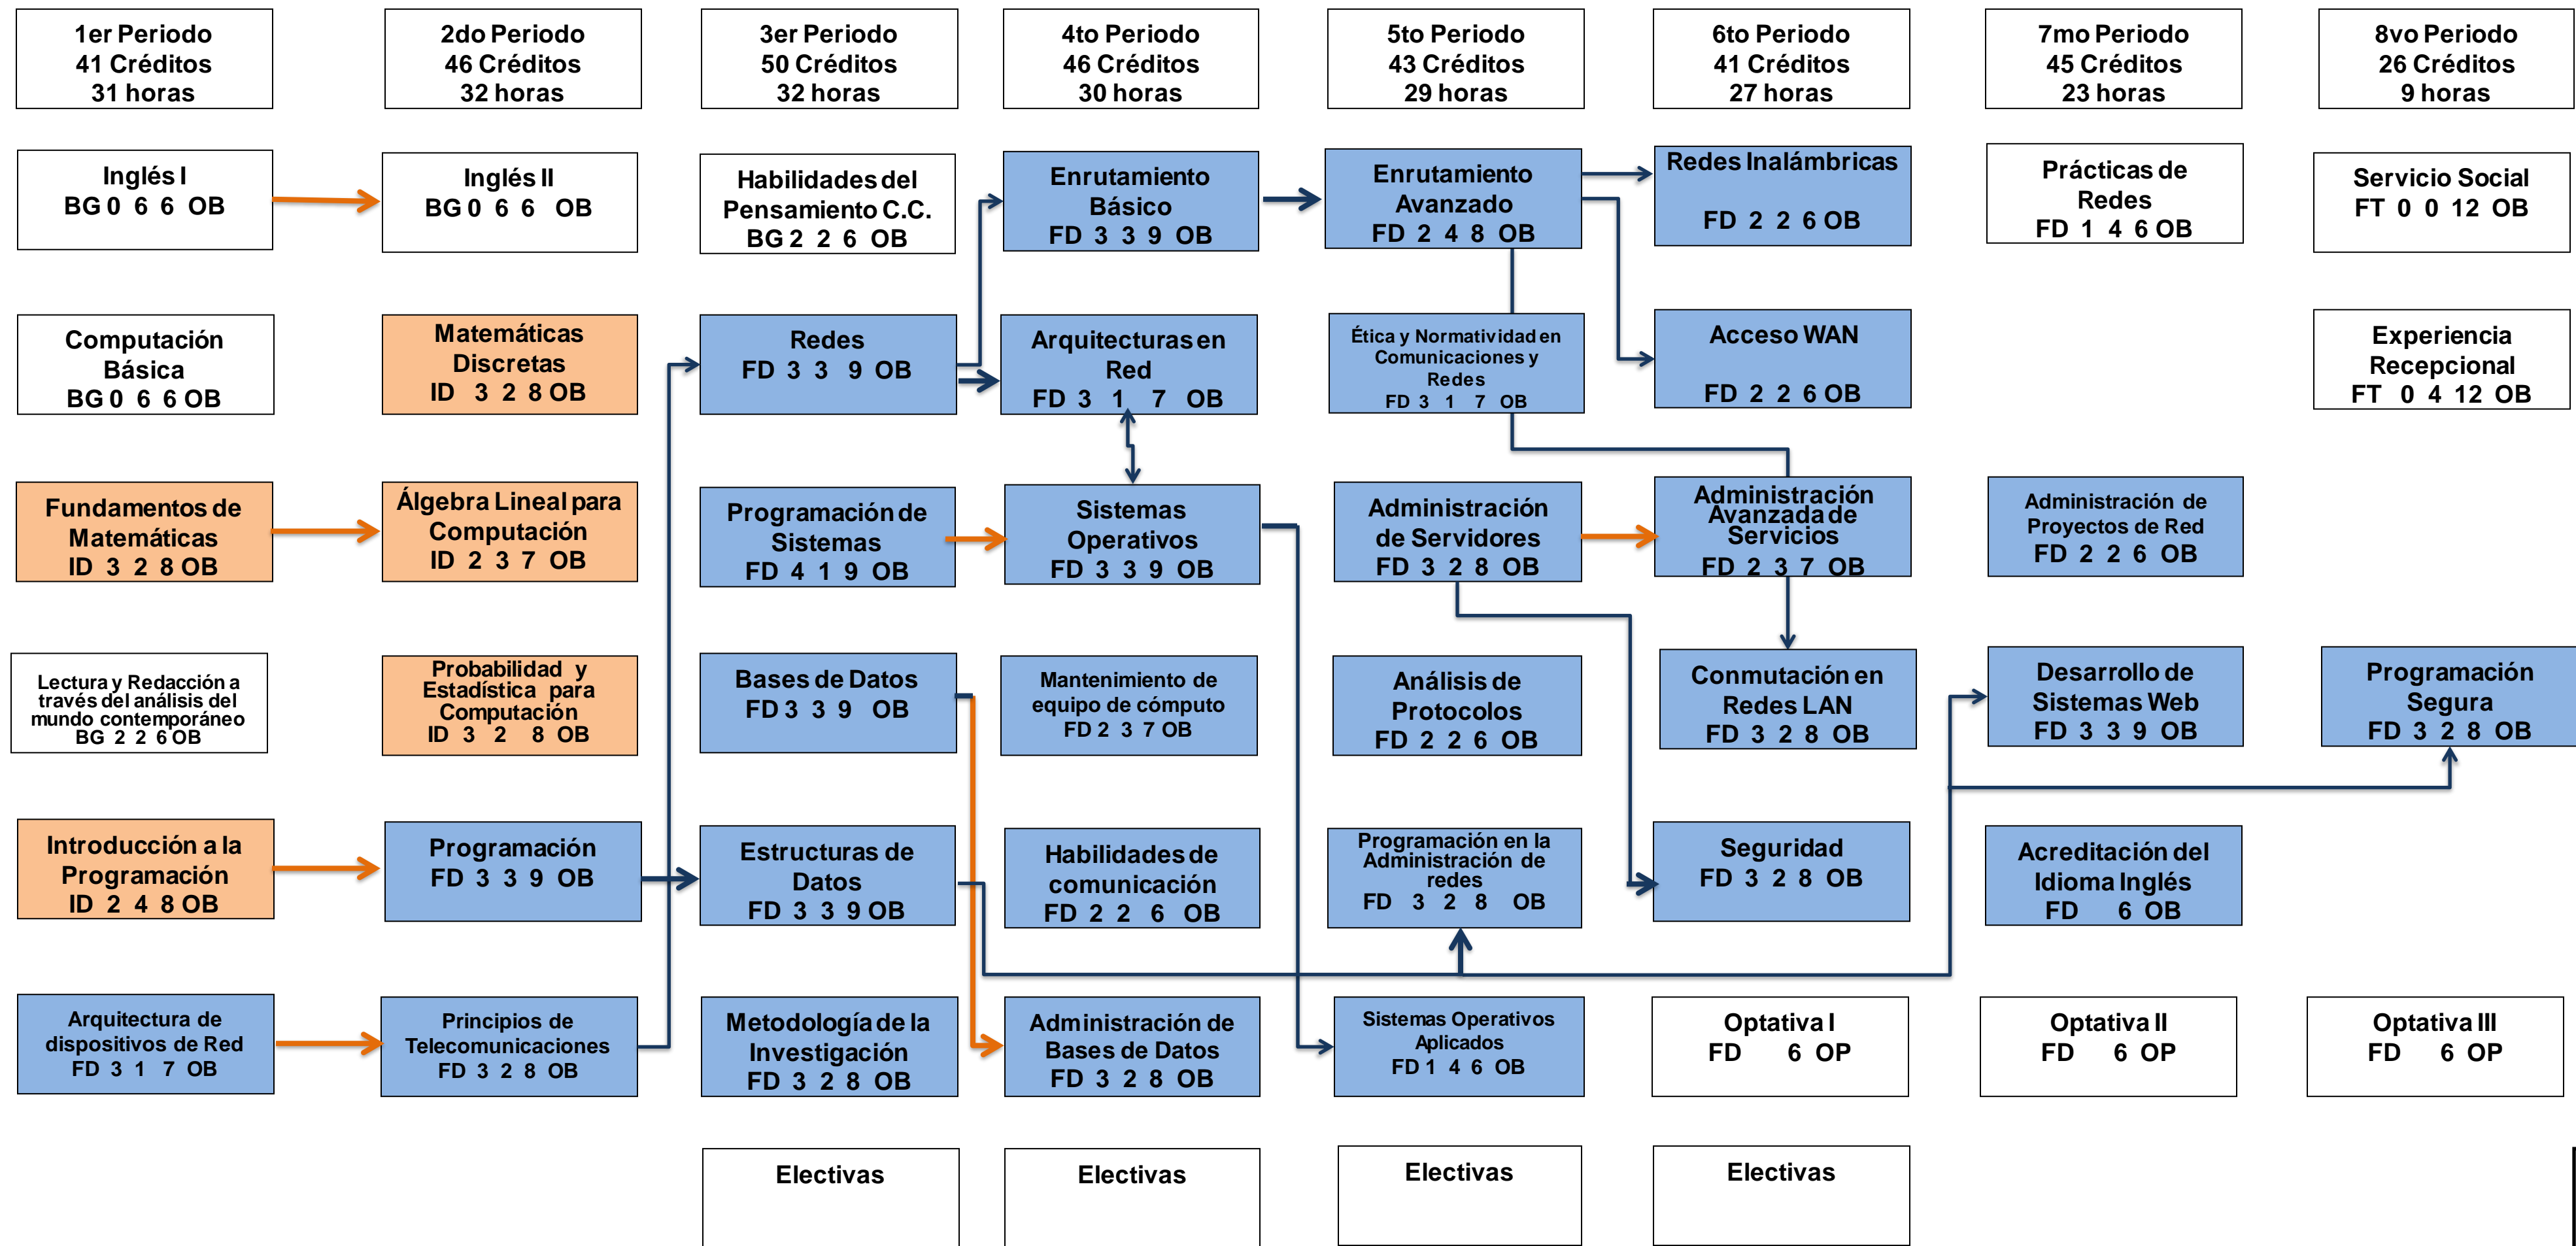 1er Periodo
41 Créditos
31 horas
2do Periodo
46 Créditos
32 horas
3er Periodo
50 Créditos
32 horas
4to Periodo
46 Créditos
30 horas
5to Periodo
43 Créditos
29 horas
6to Periodo
41 Créditos
27 horas
7mo Periodo
45 Créditos
23 horas
8vo Periodo
26 Créditos
9 horas
Inglés I
BG 0 6 6 OB
Inglés II
BG 0 6 6 OB
Habilidades del
Pensamiento C.C.
BG 2 2 6 OB
Enrutamiento
Básico
FD 3 3 9 OB
Enrutamiento
Avanzado
FD 2 4 8 OB
Redes Inalámbricas
FD 2 2 6 OB
Prácticas de
Redes
FD 1 4 6 OB
Servicio Social
FT 0 0 12 OB
Computación
Básica
BG 0 6 6 OB
Matemáticas
Discretas
ID 3 2 8 OB
Redes
FD 3 3 9 OB
Arquitecturas en
Red
FD 3 1 7 OB
Ética y Normatividad en
Comunicaciones y
Redes
FD 3 1 7 OB
Acceso WAN
FD 2 2 6 OB
Experiencia
Recepcional
FT 0 4 12 OB
Fundamentos de
Matemáticas
ID 3 2 8 OB
Álgebra Lineal para
Computación
ID 2 3 7 OB
Programación de
Sistemas
FD 4 1 9 OB
Sistemas
Operativos
FD 3 3 9 OB
Administración
de Servidores
FD 3 2 8 OB
Administración
Avanzada de
Servicios
FD 2 3 7 OB
Administración de
Proyectos de Red
FD 2 2 6 OB
Lectura y Redacción a
través del análisis del
mundo contemporáneo
BG 2 2 6 OB
Probabilidad y
Estadística para
Computación
ID 3 2 8 OB
Bases de Datos
FD 3 3 9 OB
Mantenimiento de
equipo de cómputo
FD 2 3 7 OB
Análisis de
Protocolos
FD 2 2 6 OB
Conmutación en
Redes LAN
FD 3 2 8 OB
Desarrollo de
Sistemas Web
FD 3 3 9 OB
Programación
Segura
FD 3 2 8 OB
Introducción a la
Programación
ID 2 4 8 OB
Programación
FD 3 3 9 OB
Estructuras de
Datos
FD 3 3 9 OB
Habilidades de
comunicación
FD 2 2 6 OB
Programación en la
Administración de
redes
FD 3 2 8 OB
Seguridad
FD 3 2 8 OB
Acreditación del
Idioma Inglés
FD 6 OB
Arquitectura de
dispositivos de Red
FD 3 1 7 OB
Principios de
Telecomunicaciones
FD 3 2 8 OB
Metodología de la
Investigación
FD 3 2 8 OB
Administración de
Bases de Datos
FD 3 2 8 OB
Sistemas Operativos
Aplicados
FD 1 4 6 OB
Optativa I
FD 6 OP
Optativa II
FD 6 OP
Optativa III
FD 6 OP
Electivas
Electivas
Electivas
Electivas